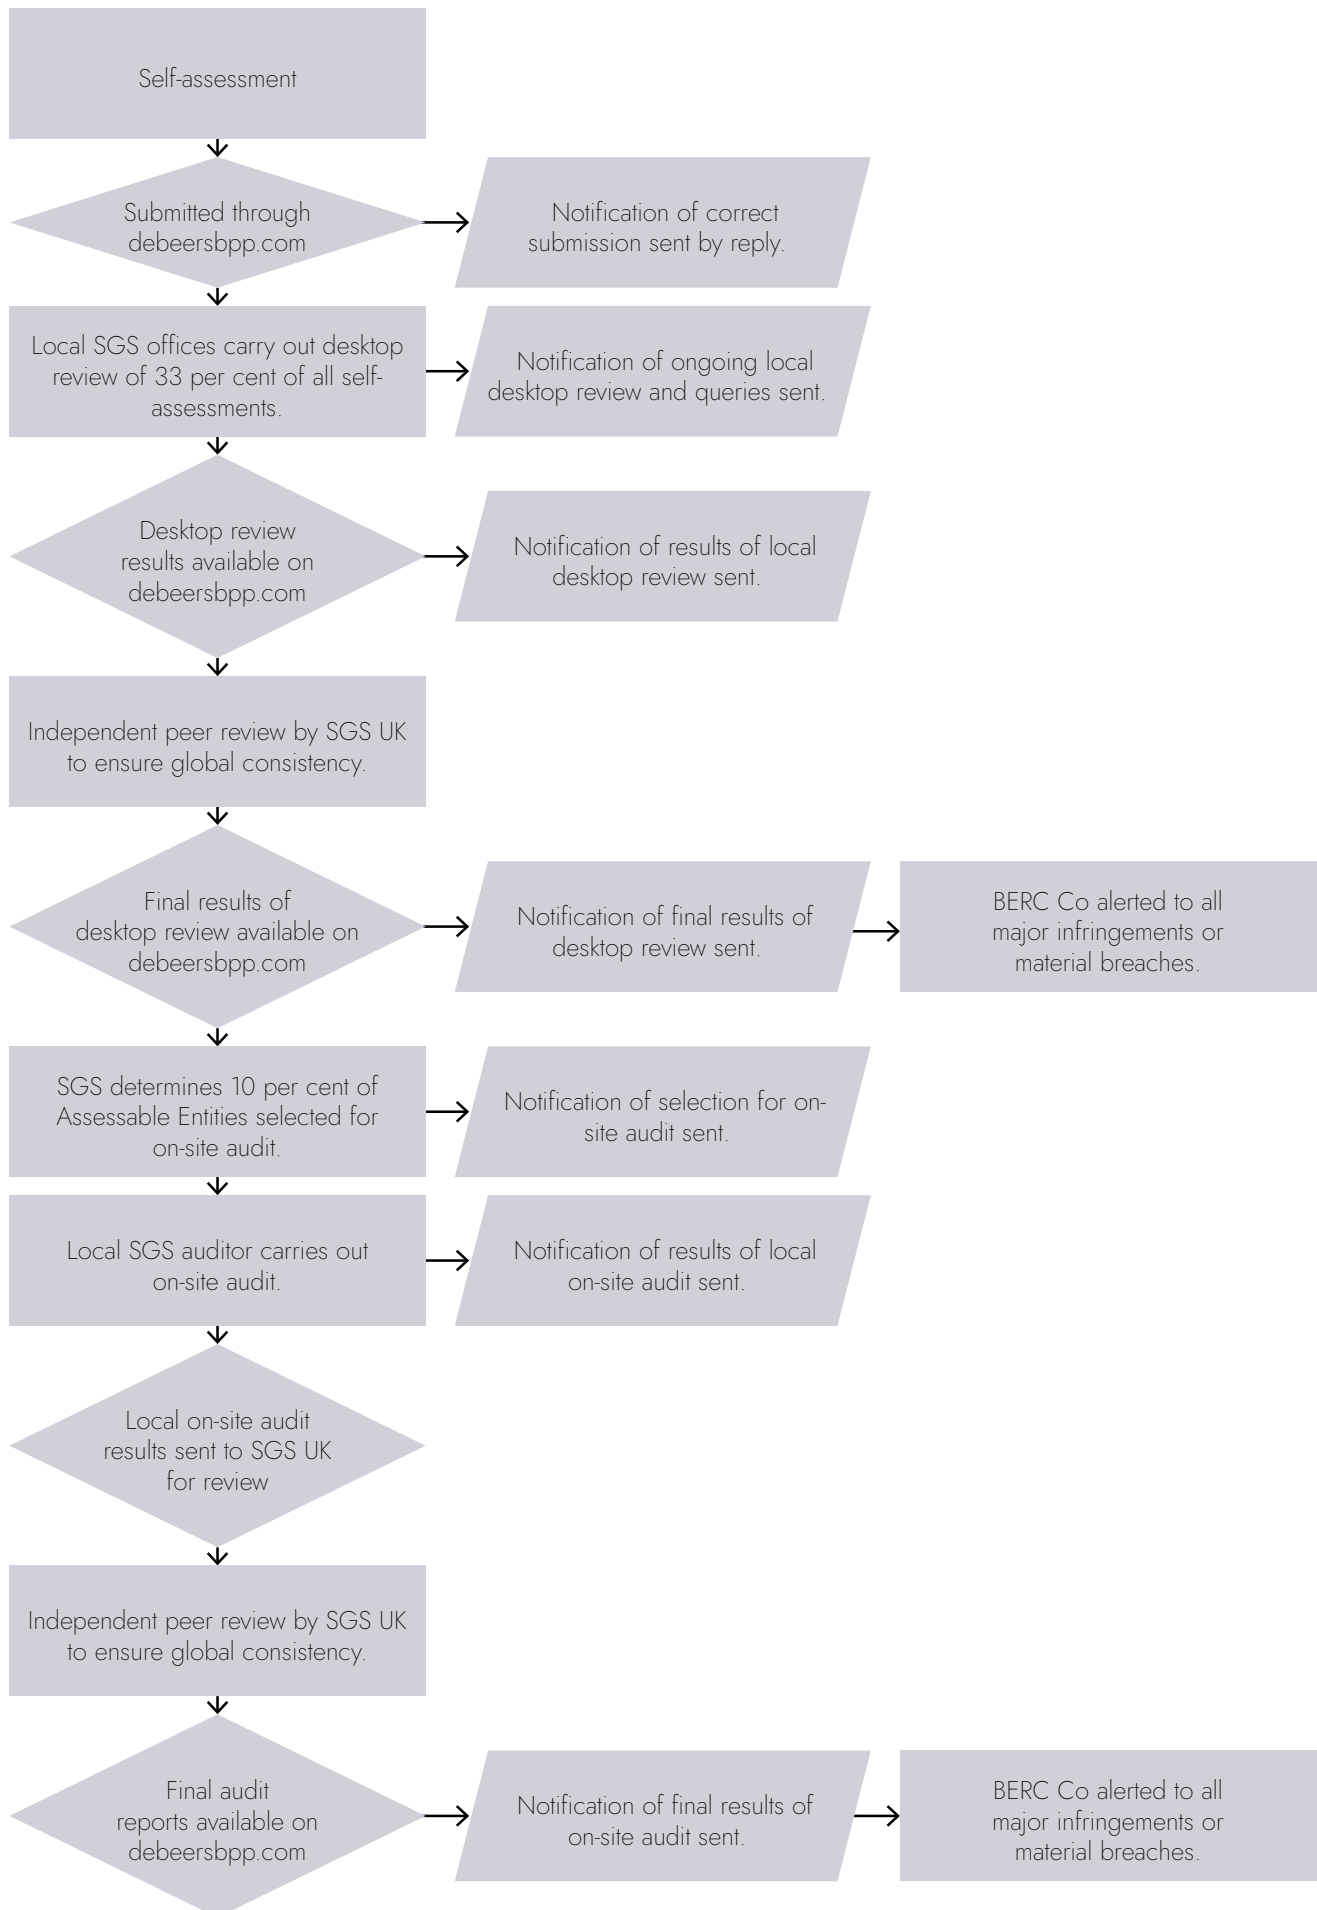 Self-assessment
Submitted through
debeersbpp.com
Notification of correct
submission sent by reply.
Local SGS offices carry out desktop
review of 33 per cent of all self-
assessments.
Notification of ongoing local
desktop review and queries sent.
Desktop review
results available on
debeersbpp.com
Notification of results of local
desktop review sent.
Independent peer review by SGS UK
to ensure global consistency.
Final results of
desktop review available on
debeersbpp.com
Notification of final results of
desktop review sent.
BERC Co alerted to all
major infringements or
material breaches.
SGS determines 10 per cent of
Assessable Entities selected for
on-site audit.
Notification of selection for on-
site audit sent.
Local SGS auditor carries out
on-site audit.
Notification of results of local
on-site audit sent.
Local on-site audit
results sent to SGS UK
for review
Independent peer review by SGS UK
to ensure global consistency.
Final audit
reports available on
debeersbpp.com
Notification of final results of
on-site audit sent.
BERC Co alerted to all
major infringements or
material breaches.